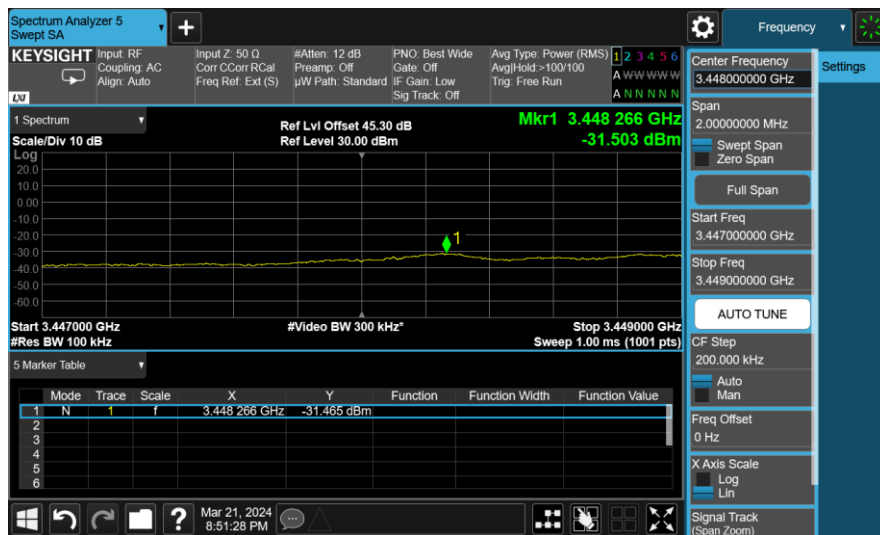 Spectrum Analyzer 5
Swept SA
Frequency
KEYSIGHT
LXI
Input: RF
Coupling: AC
Align: Auto
Input Z: 50 Ω
Corr CCorr RCal
Freq Ref: Ext (S)
#Atten: 12 dB
Preamp: Off
µW Path: Standard
PNO: Best Wide
Gate: Off
IF Gain: Low
Sig Track: Off
Avg Type: Power (RMS)
Avg|Hold:>100/100
Trig: Free Run
1 2 3 4 5 6
A W W W W W
A N N N N N
1 Spectrum
Scale/Div 10 dB
Ref Lvl Offset 45.30 dB
Ref Level 30.00 dBm
Mkr1 3.448 266 GHz
-31.503 dBm
Log
20.0
10.0
0.00
-10.0
-20.0
-30.0
-40.0
-50.0
-60.0
1
Start 3.447000 GHz
#Res BW 100 kHz
#Video BW 300 kHz*
Stop 3.449000 GHz
Sweep 1.00 ms (1001 pts)
5 Marker Table
Mode Trace Scale X Y Function Function Width Function Value
1 N 1 f 3.448 266 GHz -31.465 dBm
2
3
4
5
6
Mar 21, 2024
8:51:28 PM
Center Frequency
3.448000000 GHz
Span
2.00000000 MHz
Swept Span
Zero Span
Full Span
Start Freq
3.447000000 GHz
Stop Freq
3.449000000 GHz
AUTO TUNE
CF Step
200.000 kHz
Auto
Man
Freq Offset
0 Hz
X Axis Scale
Log
Lin
Signal Track
(Span Zoom)
Settings